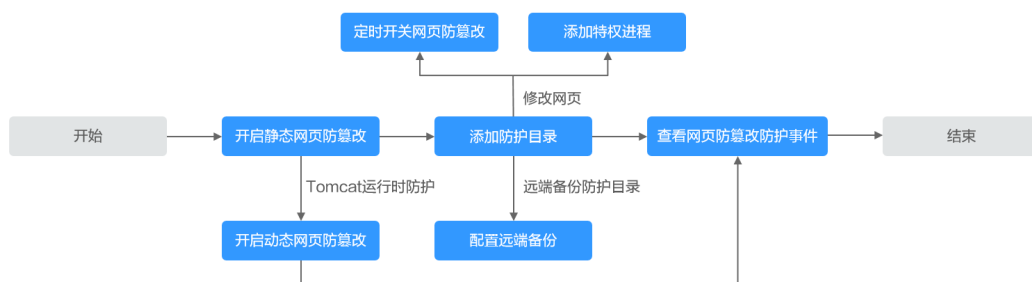 定时开关网页防篡改
添加特权进程
修改网页
开始
开启静态网页防篡改
添加防护目录
查看网页防篡改防护事件
结束
Tomcat运行时防护
远端备份防护目录
开启动态网页防篡改
配置远端备份